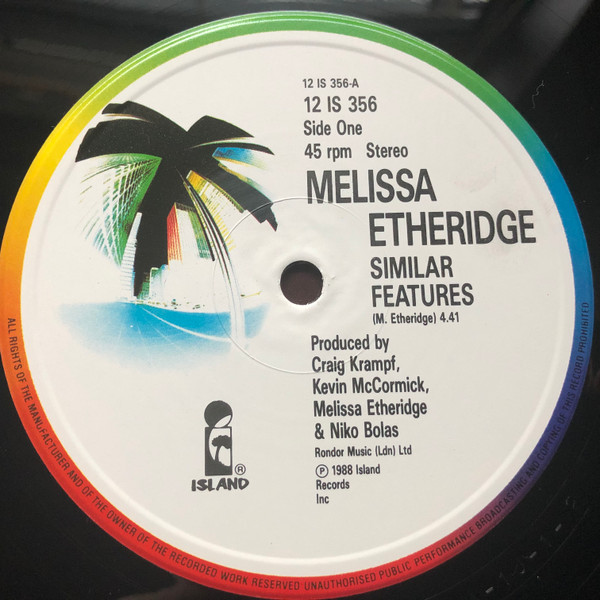 12 IS 356-A
12 IS 356
Side One
45 rpm Stereo
MELISSA
ETHERIDGE
SIMILAR
FEATURES
(M. Etheridge) 4.41
Produced by
Craig Krampf,
Kevin McCormick,
Melissa Etheridge
& Niko Bolas
Rondor Music (Ldn) Ltd
℗ 1988 Island
Records
Inc
i
®
ISLAND
ALL RIGHTS OF THE MANUFACTURER AND OF THE OWNER OF THE RECORDED WORK RESERVED UNAUTHORISED PUBLIC PERFORMANCE BROADCASTING AND COPYING OF THIS RECORD PROHIBITED